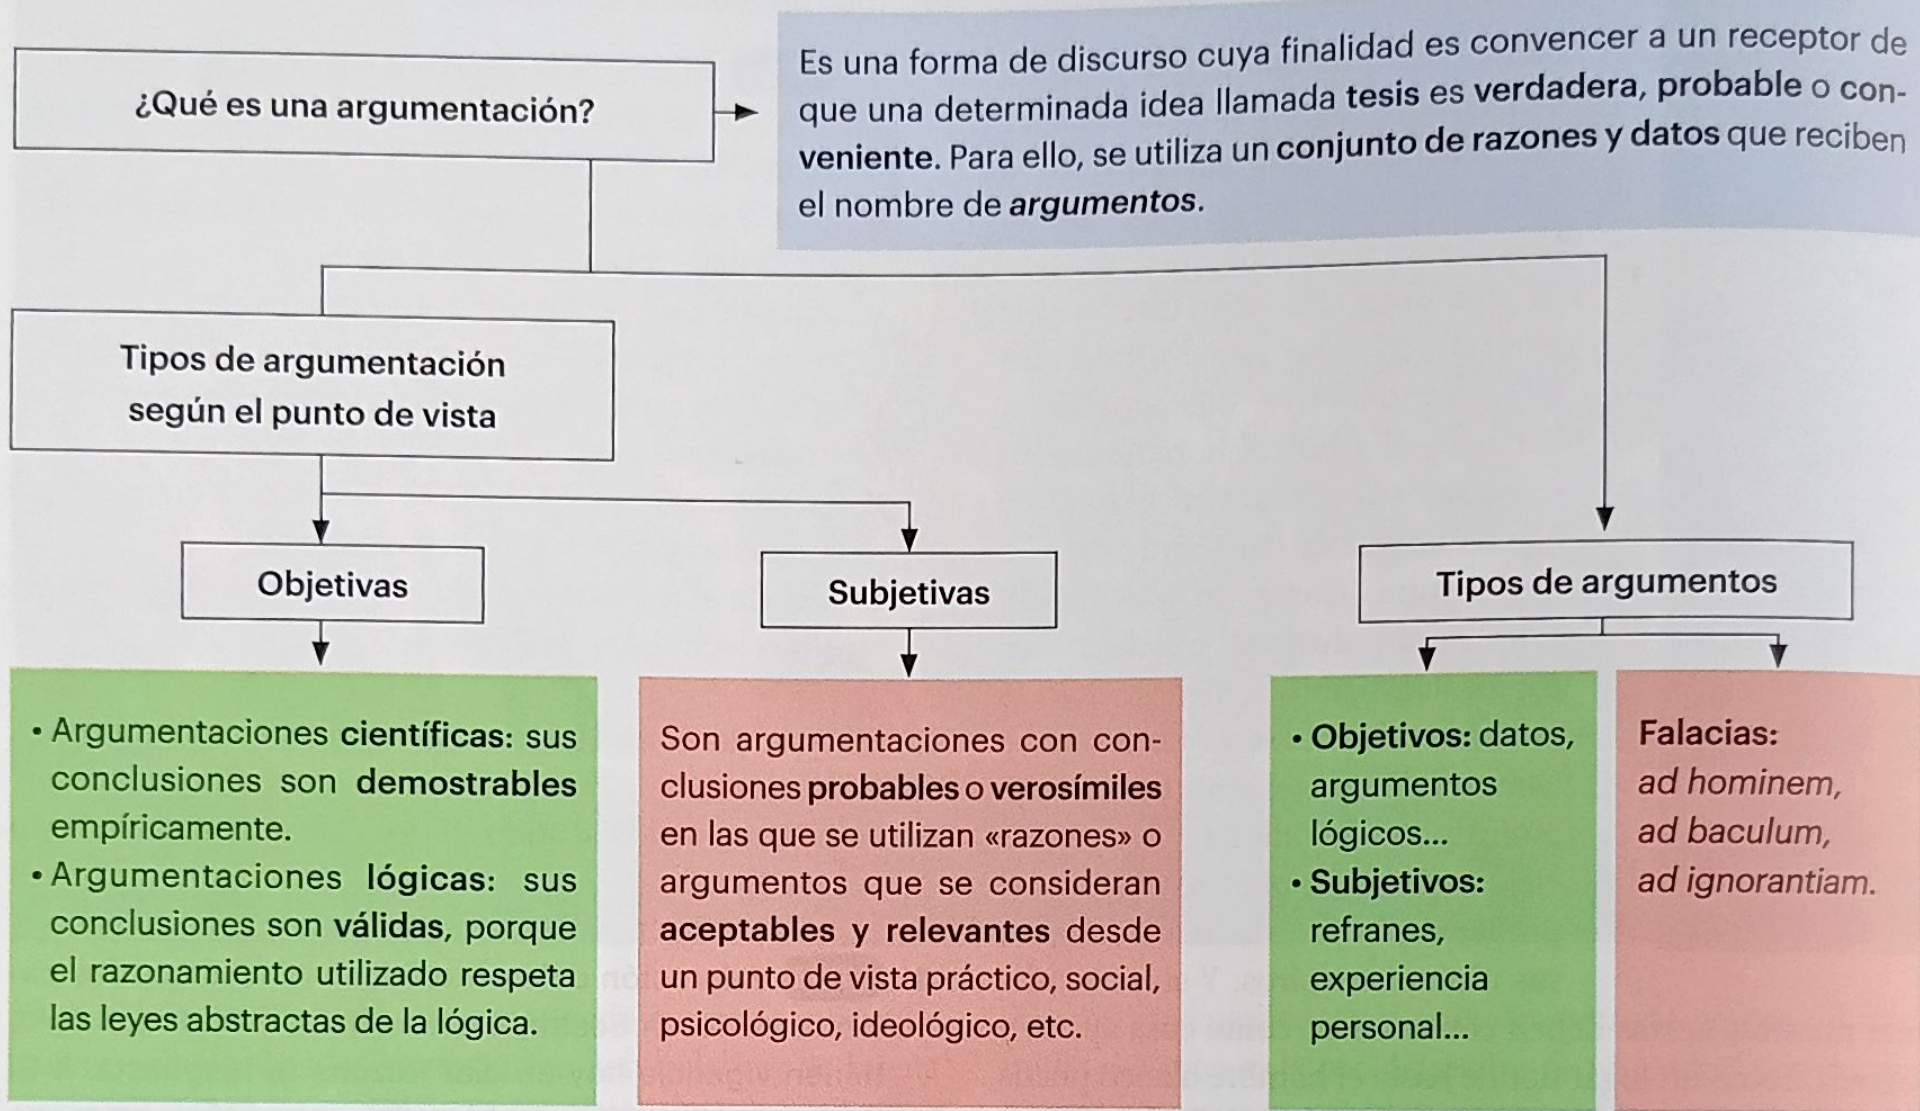 ¿Qué es una argumentación?
Es una forma de discurso cuya finalidad es convencer a un receptor de
que una determinada idea llamada tesis es verdadera, probable o con-
veniente. Para ello, se utiliza un conjunto de razones y datos que reciben
el nombre de argumentos.
Tipos de argumentación
según el punto de vista
Objetivas
Subjetivas
Tipos de argumentos
• Argumentaciones científicas: sus
conclusiones son demostrables
empíricamente.
• Argumentaciones lógicas: sus
conclusiones son válidas, porque
el razonamiento utilizado respeta
las leyes abstractas de la lógica.
Son argumentaciones con con-
clusiones probables o verosímiles
en las que se utilizan «razones» o
argumentos que se consideran
aceptables y relevantes desde
un punto de vista práctico, social,
psicológico, ideológico, etc.
• Objetivos: datos,
argumentos
lógicos...
• Subjetivos:
refranes,
experiencia
personal...
Falacias:
ad hominem,
ad baculum,
ad ignorantiam.